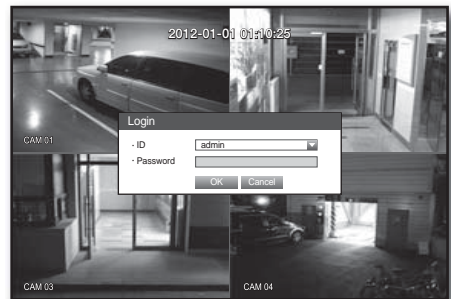 2012-01-01 01:10:25
CAM 01
Login
· ID admin
· Password
OK Cancel
CAM 03
CAM 04